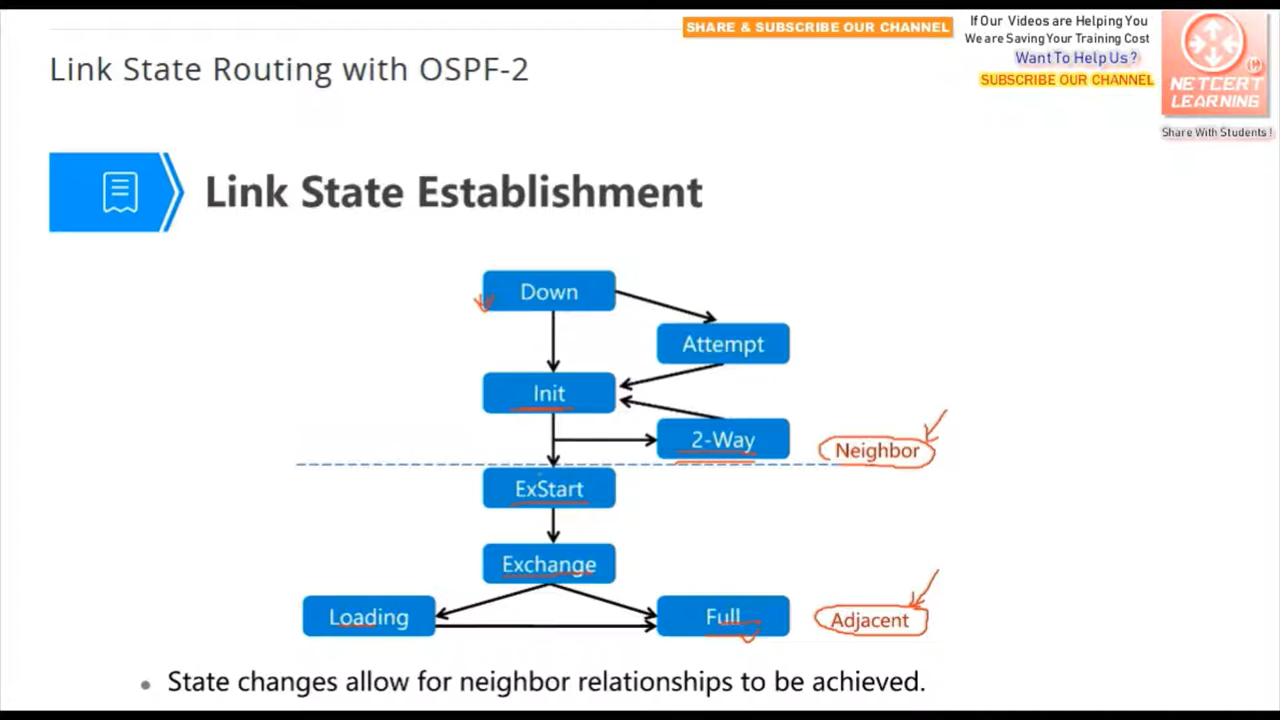 SHARE & SUBSCRIBE OUR CHANNEL
If Our Videos are Helping You
We are Saving Your Training Cost
Want To Help Us ?
SUBSCRIBE OUR CHANNEL
NETCERT
LEARNING
Share With Students !
Link State Routing with OSPF-2
Link State Establishment
Down
Attempt
Init
2-Way
Neighbor
ExStart
Exchange
Loading
Full
Adjacent
• State changes allow for neighbor relationships to be achieved.